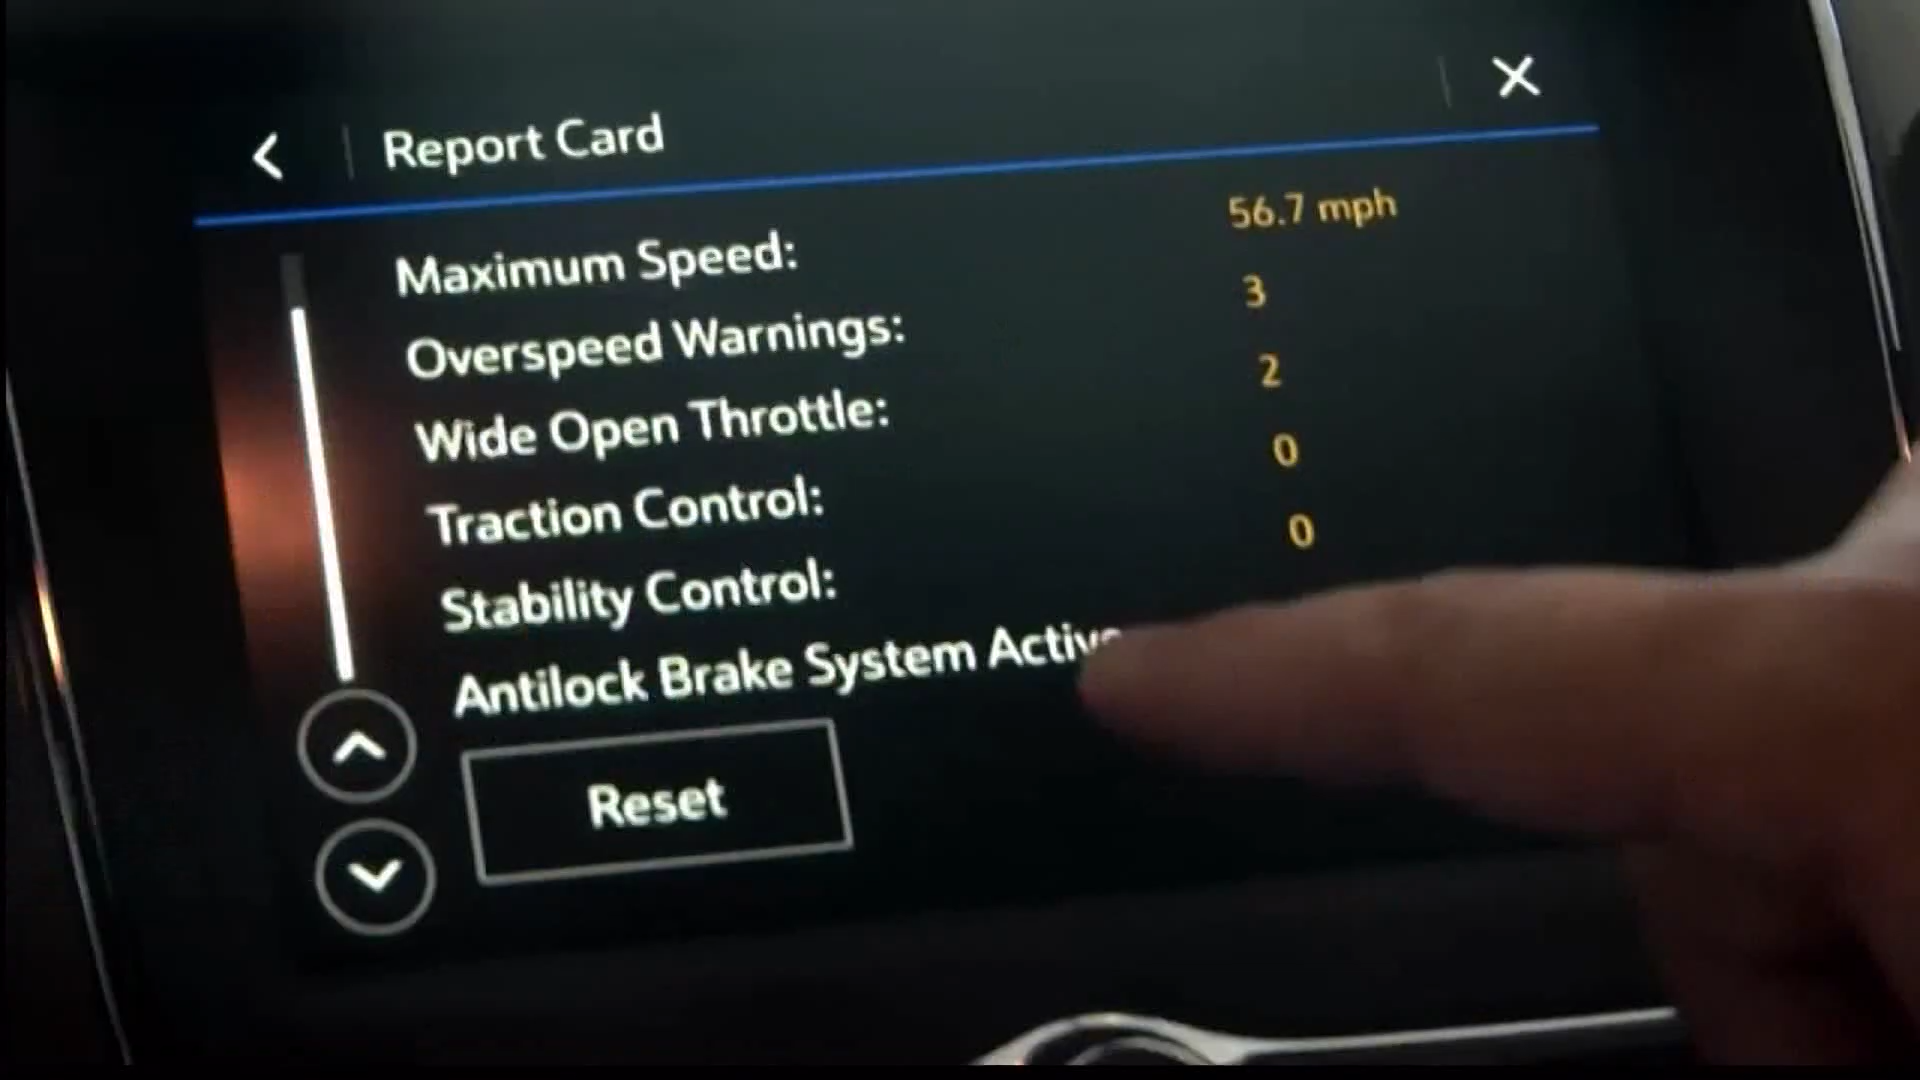 Report Card
Maximum Speed: 56.7 mph
Overspeed Warnings: 3
Wide Open Throttle: 2
Traction Control: 0
Stability Control: 0
Antilock Brake System Active
Reset